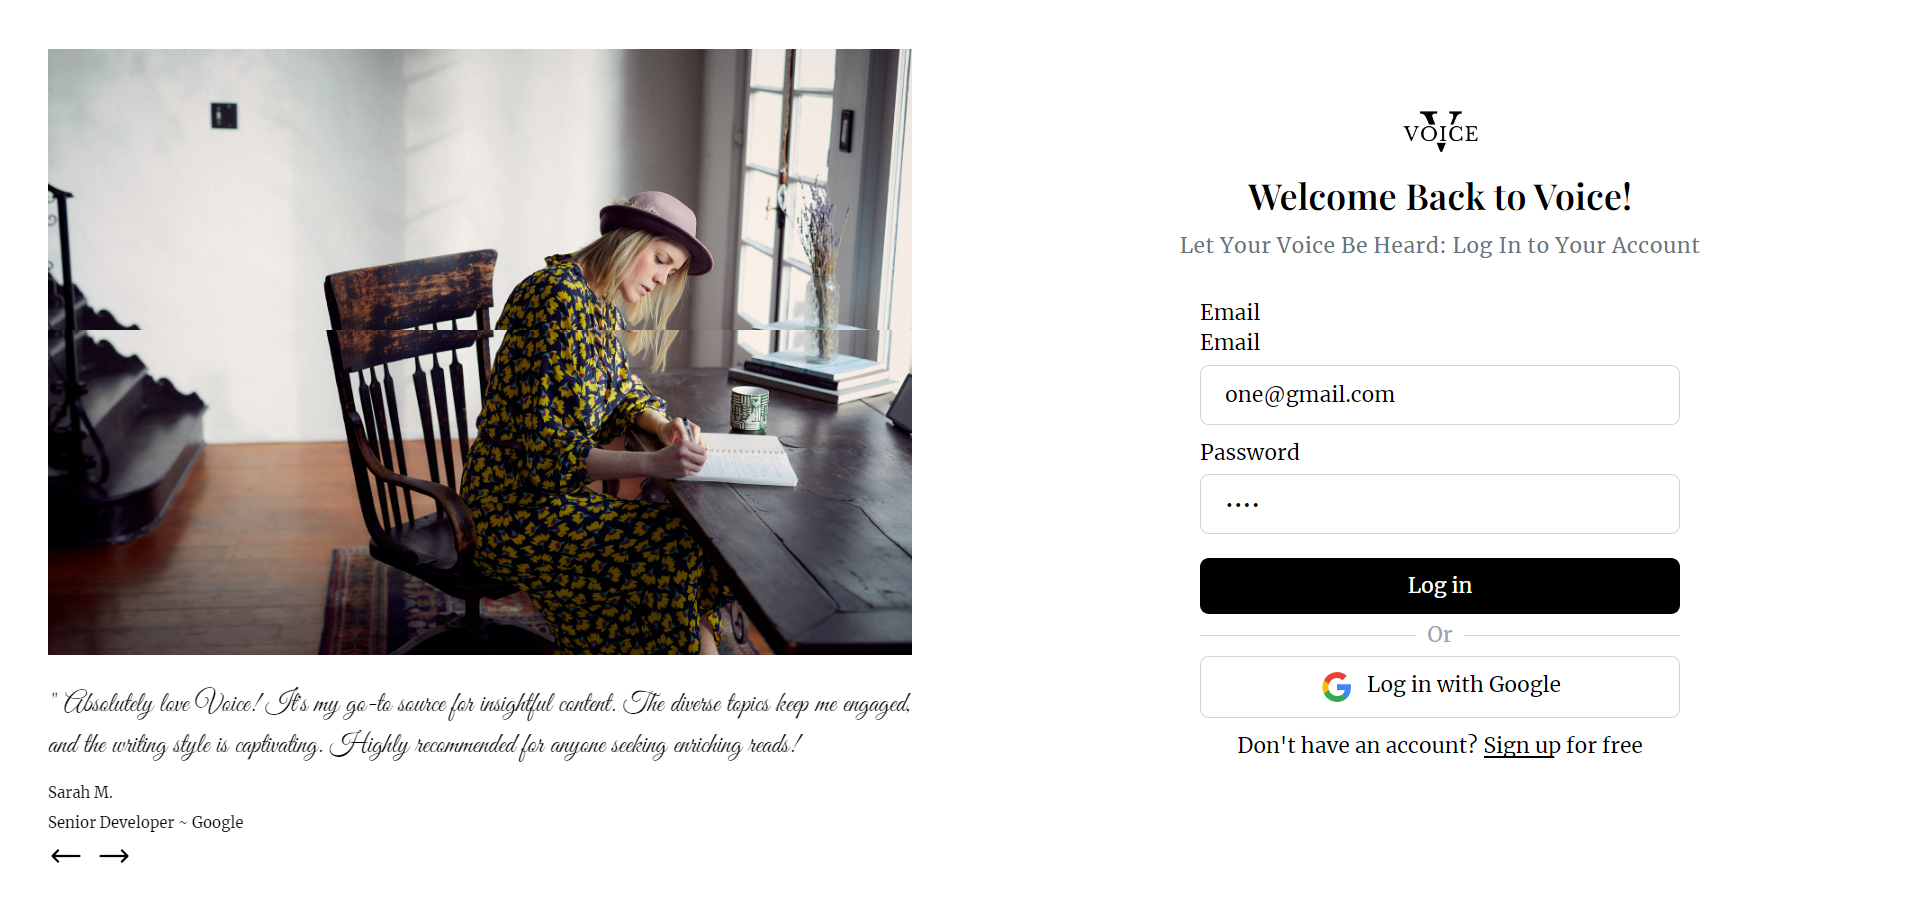 " Absolutely love Voice! It's my go-to source for insightful content. The diverse topics keep me engaged,
and the writing style is captivating. Highly recommended for anyone seeking enriching reads!
Sarah M.
Senior Developer ~ Google
VOICE
Welcome Back to Voice!
Let Your Voice Be Heard: Log In to Your Account
Email
Email
one@gmail.com
Password
••••
Log in
Or
Log in with Google
Don't have an account? Sign up for free